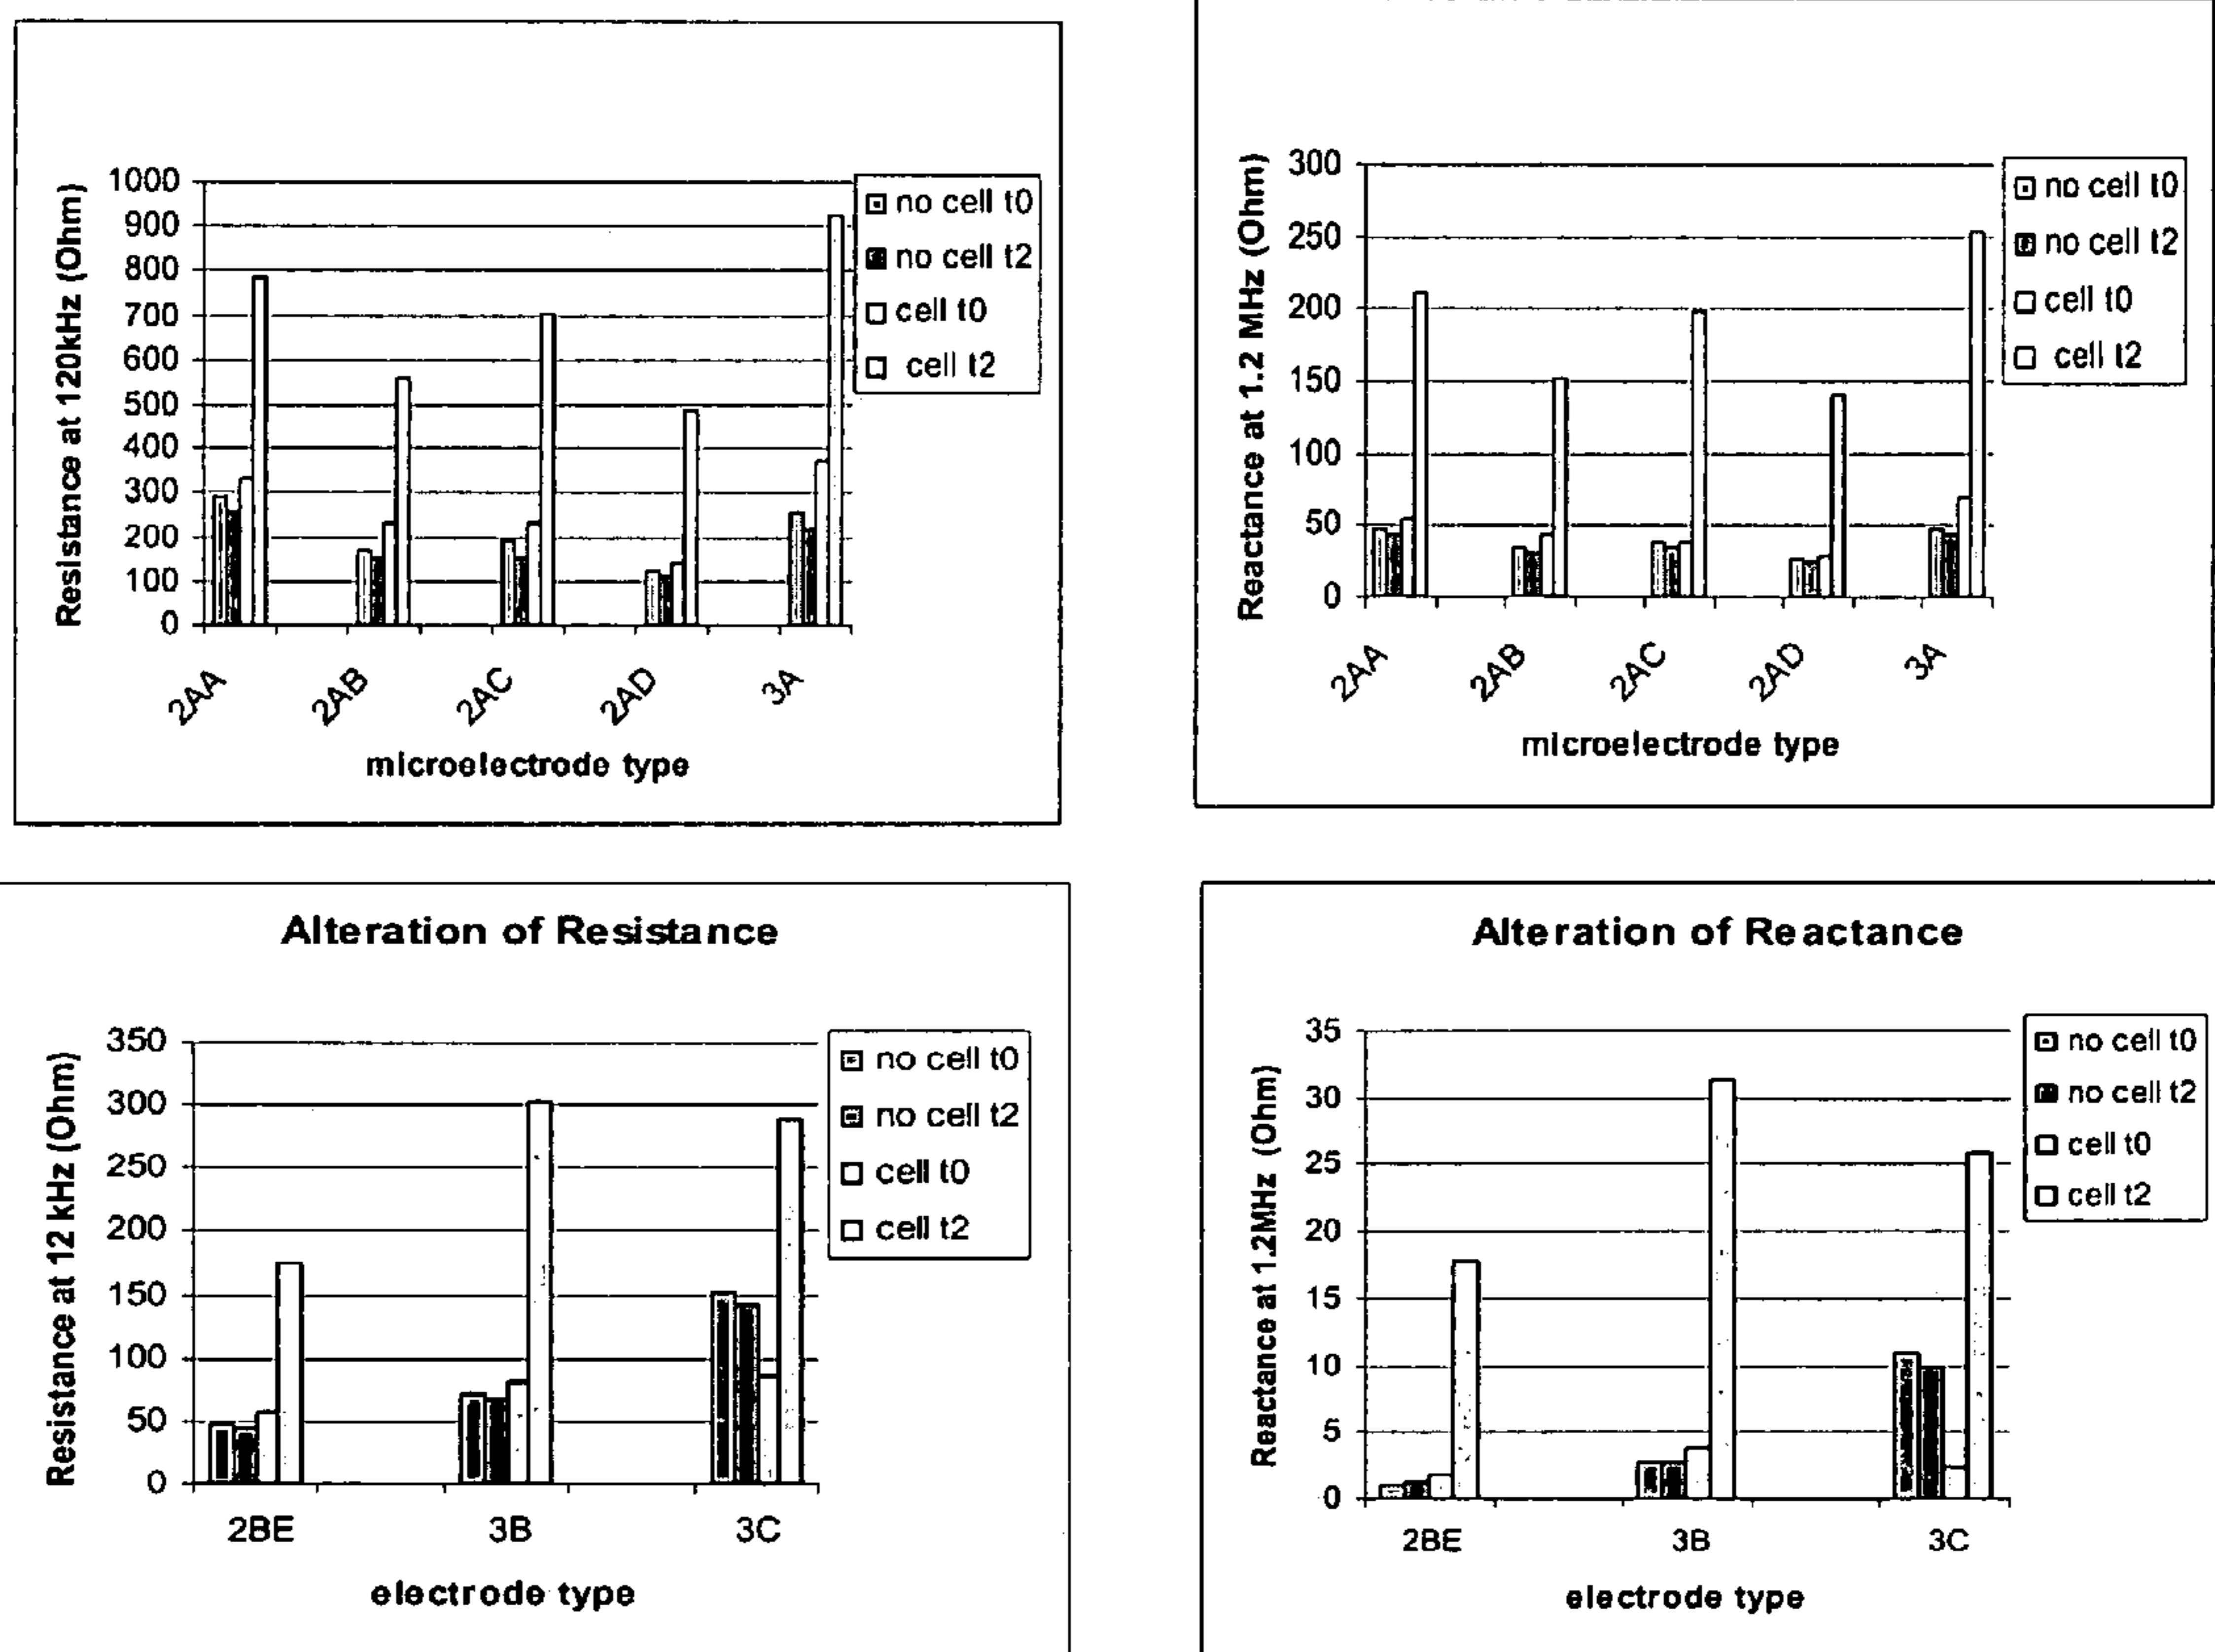 Resistance at 120kHz (Ohm)
1000
900
800
700
600
500
400
300
200
100
0
2AA
2AB
2AC
2AD
3A
microelectrode type
no cell t0
no cell t2
cell t0
cell t2
Reactance at 1.2 MHz (Ohm)
300
250
200
150
100
50
0
2AA
2AB
2AC
2AD
3A
microelectrode type
no cell t0
no cell t2
cell t0
cell t2
Alteration of Resistance
Resistance at 12 kHz (Ohm)
350
300
250
200
150
100
50
0
2BE
3B
3C
electrode type
no cell t0
no cell t2
cell t0
cell t2
Alteration of Reactance
Reactance at 1.2MHz (Ohm)
35
30
25
20
15
10
5
0
2BE
3B
3C
electrode type
no cell t0
no cell t2
cell t0
cell t2